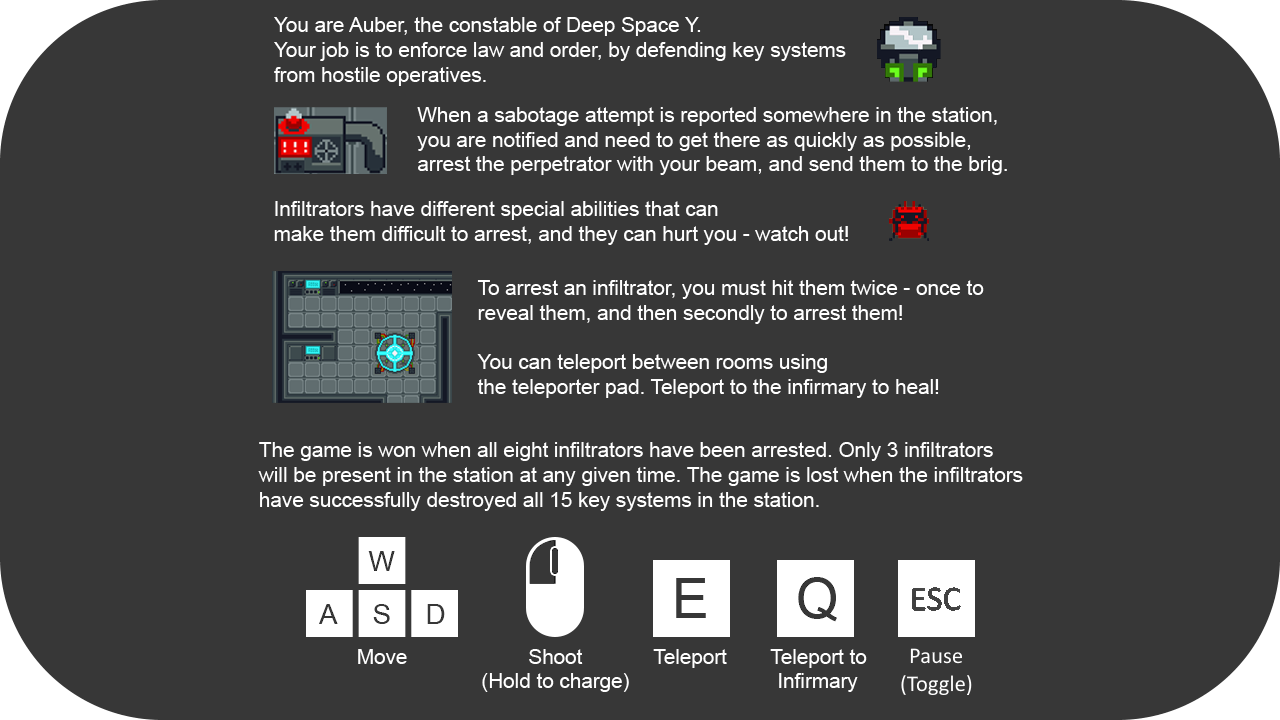 You are Auber, the constable of Deep Space Y.
Your job is to enforce law and order, by defending key systems
from hostile operatives.
When a sabotage attempt is reported somewhere in the station,
you are notified and need to get there as quickly as possible,
arrest the perpetrator with your beam, and send them to the brig.
Infiltrators have different special abilities that can
make them difficult to arrest, and they can hurt you - watch out!
To arrest an infiltrator, you must hit them twice - once to
reveal them, and then secondly to arrest them!
You can teleport between rooms using
the teleporter pad. Teleport to the infirmary to heal!
The game is won when all eight infiltrators have been arrested. Only 3 infiltrators
will be present in the station at any given time. The game is lost when the infiltrators
have successfully destroyed all 15 key systems in the station.
W
A S D
E
Q
ESC
Move
Shoot
(Hold to charge)
Teleport
Teleport to
Infirmary
Pause
(Toggle)